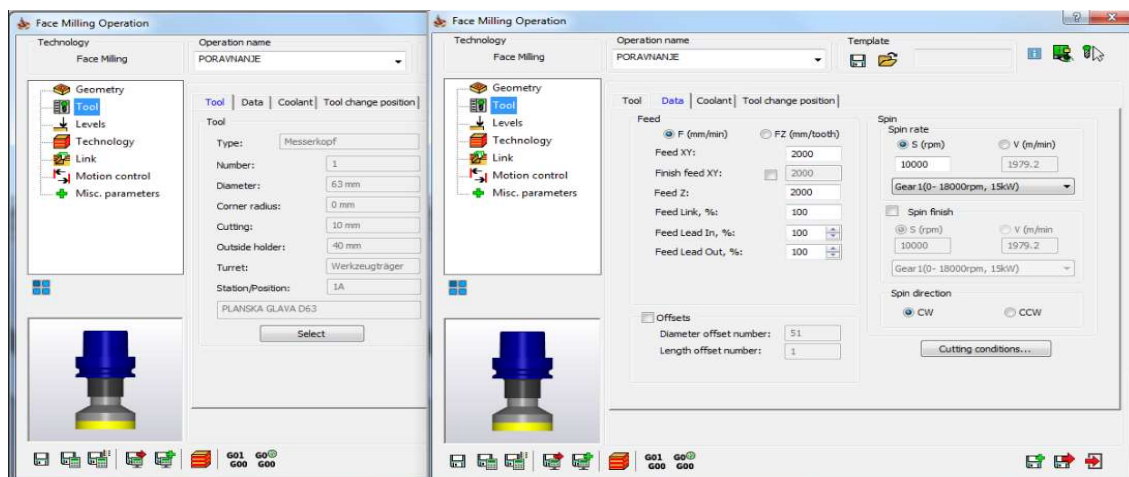 Face Milling Operation
Technology
Face Milling
Operation name
PORAVNANJE
Geometry
Tool
Levels
Technology
Link
Motion control
Misc. parameters
Tool Data Coolant Tool change position
Tool
Type: Messerkopf
Number: 1
Diameter: 63 mm
Corner radius: 0 mm
Cutting: 10 mm
Outside holder: 40 mm
Turret: Werkzeugträger
Station/Position: 1A
PLANSKA GLAVA D63
Select
G01 G0
G00 G00
Face Milling Operation
Technology
Face Milling
Operation name
PORAVNANJE
Template
Geometry
Tool
Levels
Technology
Link
Motion control
Misc. parameters
Tool Data Coolant Tool change position
Feed
F (mm/min) FZ (mm/tooth)
Feed XY: 2000
Finish feed XY: 2000
Feed Z: 2000
Feed Link, %: 100
Feed Lead In, %: 100
Feed Lead Out, %: 100
Offsets
Diameter offset number: 51
Length offset number: 1
Spin
Spin rate
S (rpm) V (m/min)
10000 1979.2
Gear1(0- 18000rpm, 15kW)
Spin finish
S (rpm) V (m/min
10000 1979.2
Gear1(0- 18000rpm, 15kW)
Spin direction
CW CCW
Cutting conditions...
G01 G0
G00 G00